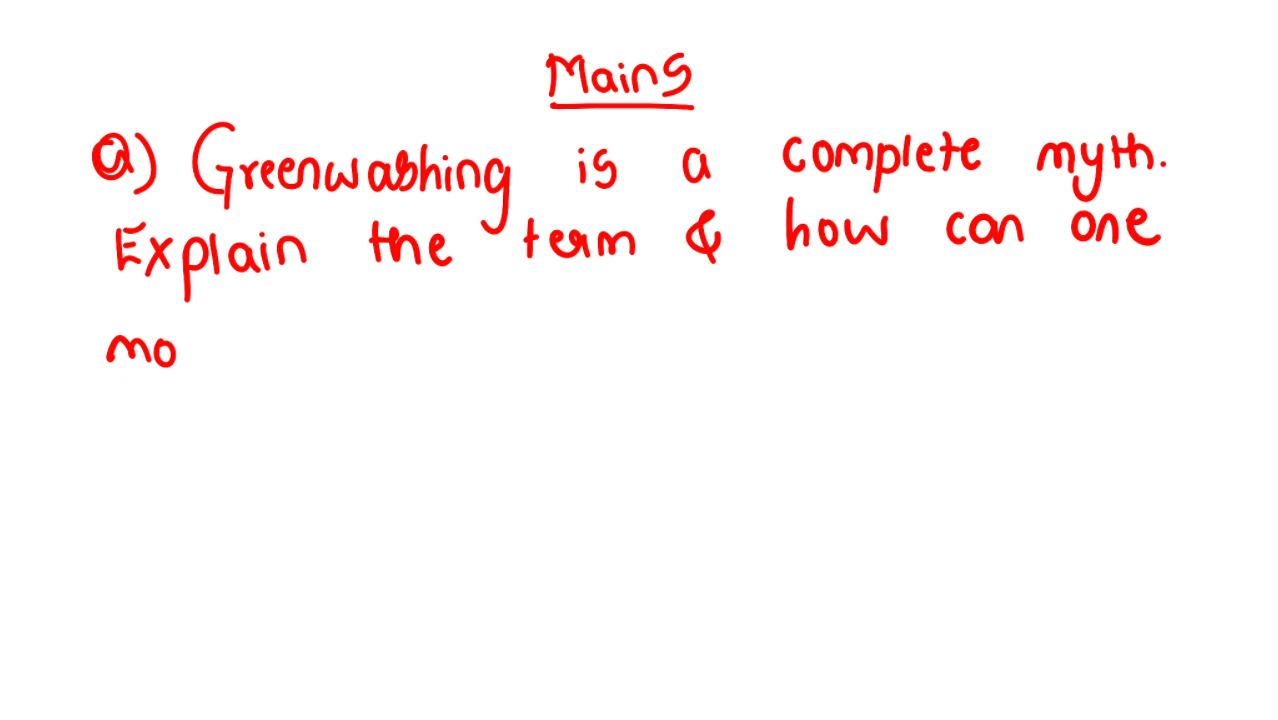 Mains
Q) Greenwashing is a complete myth.
Explain the term & how can one
mo